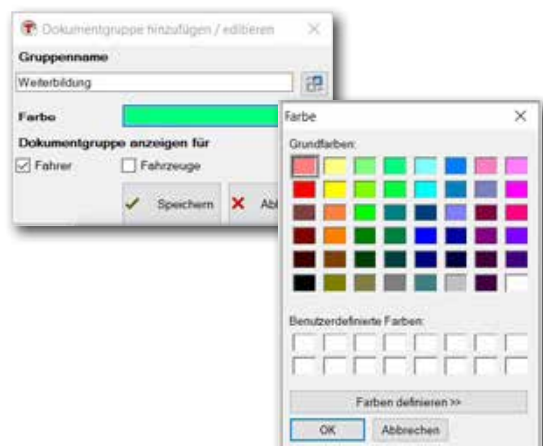 Dokumentgruppe hinzufügen / editieren
Gruppenname
Weiterbildung
Farbe
Dokumentgruppe anzeigen für
Fahrer Fahrzeuge
Speichern Ab
Farbe
Grundfarben:
Benutzerdefinierte Farben:
Farben definieren >>
OK Abbrechen